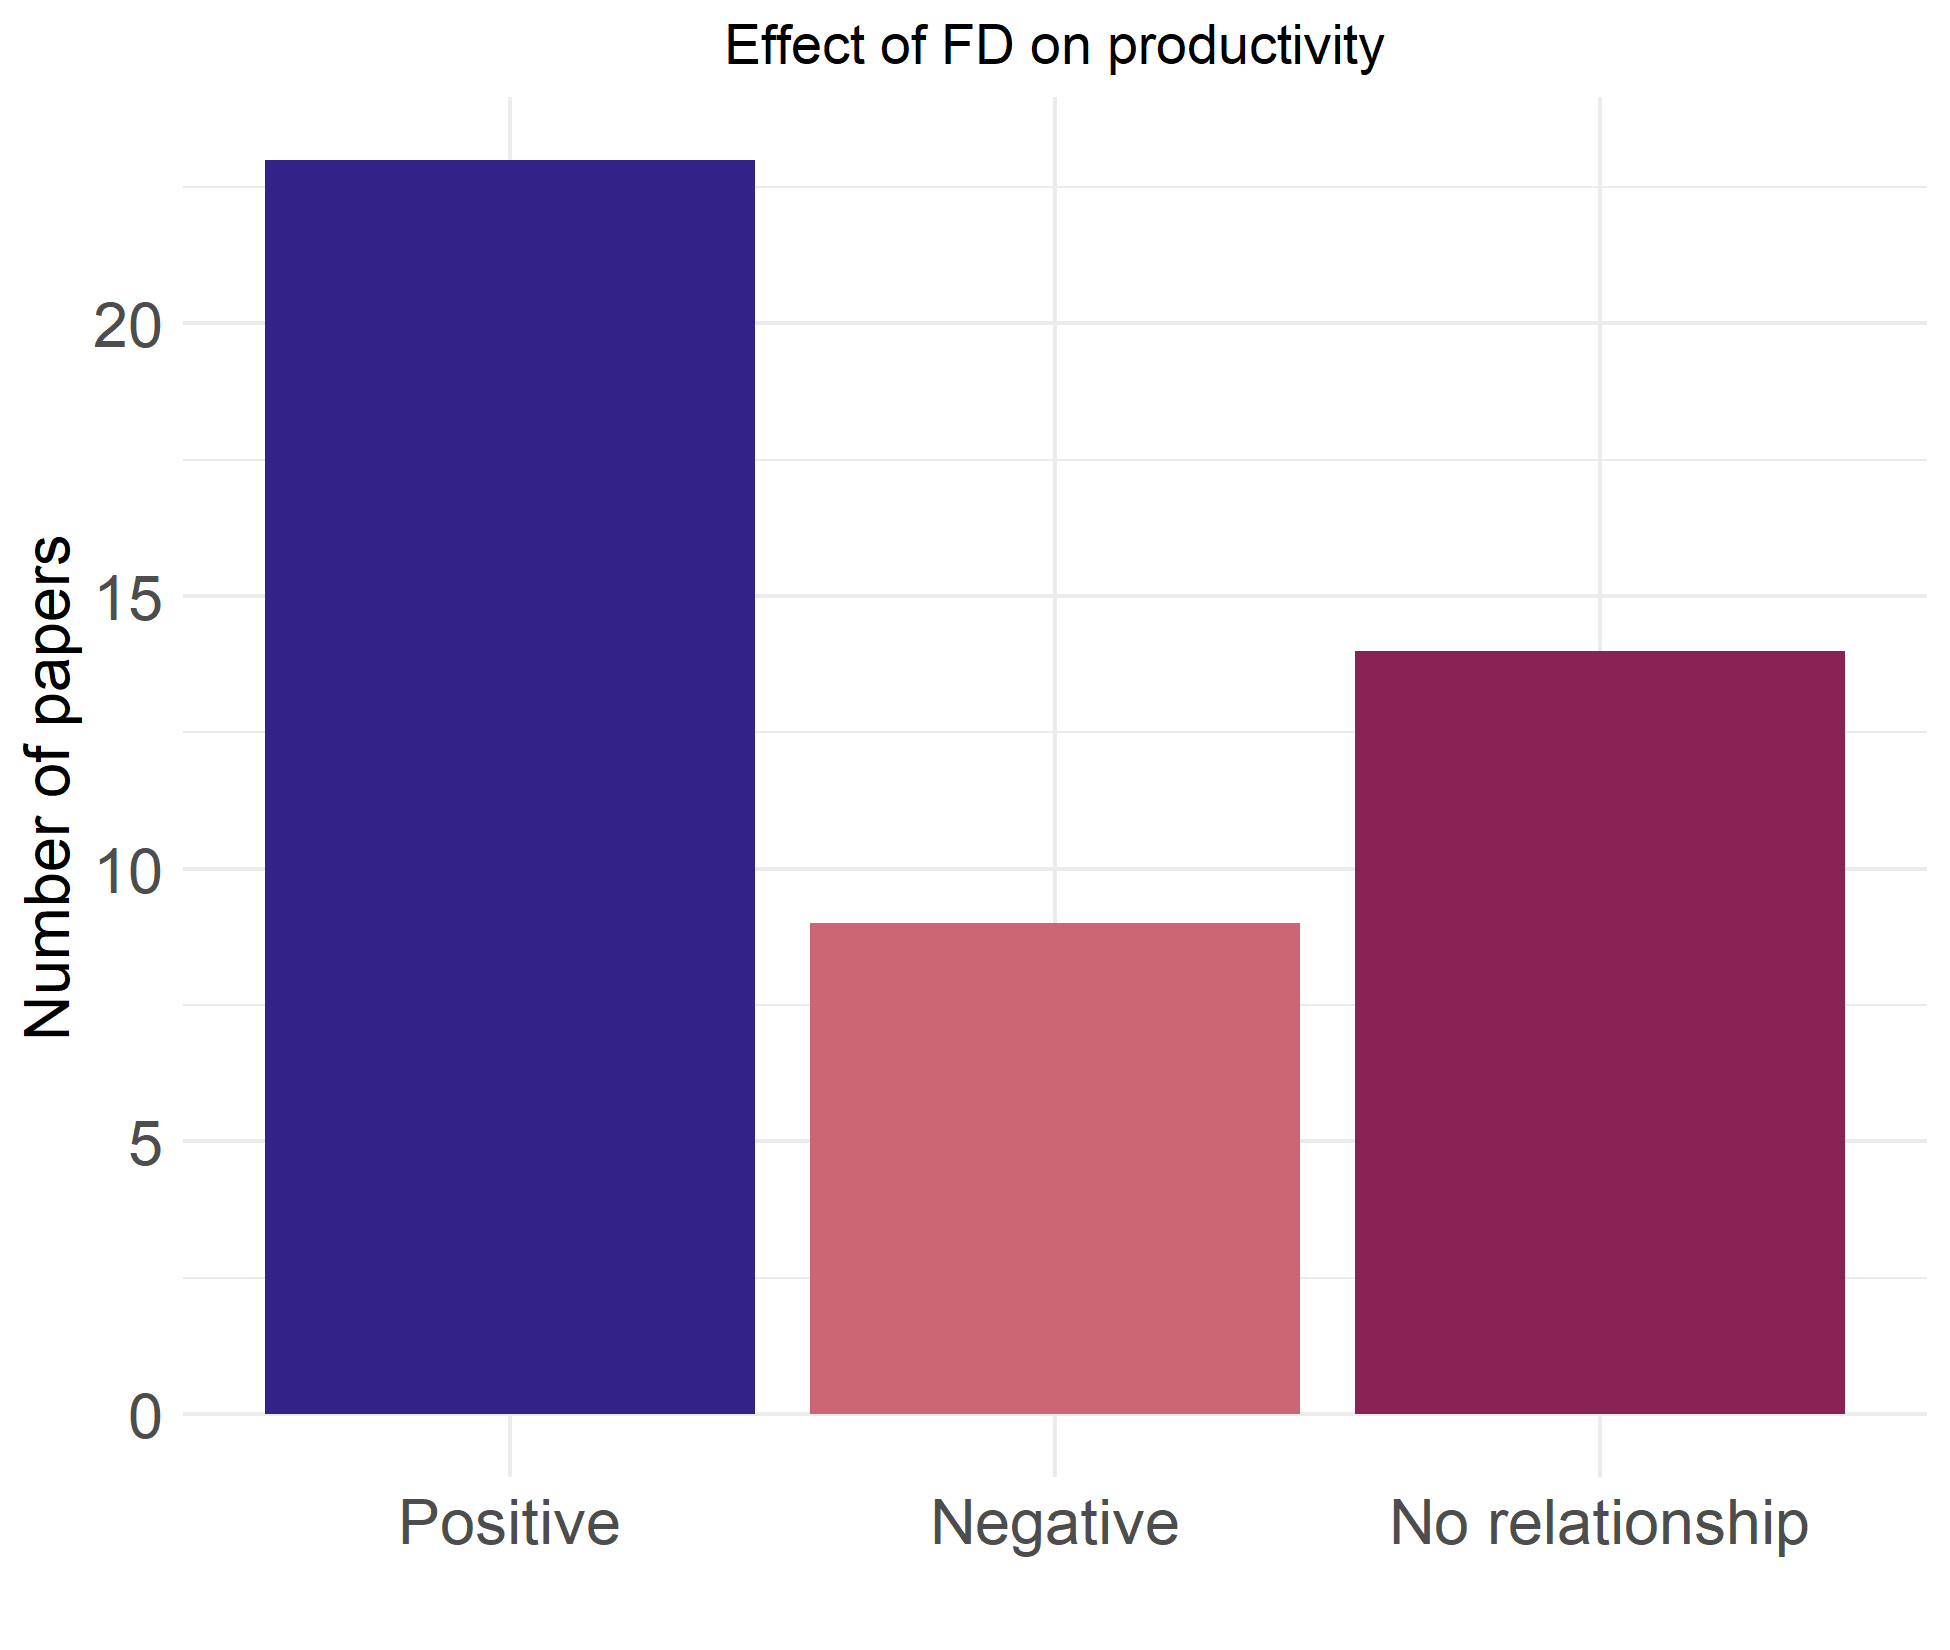 Effect of FD on productivity
Number of papers
20
15
10
5
0
Positive
Negative
No relationship